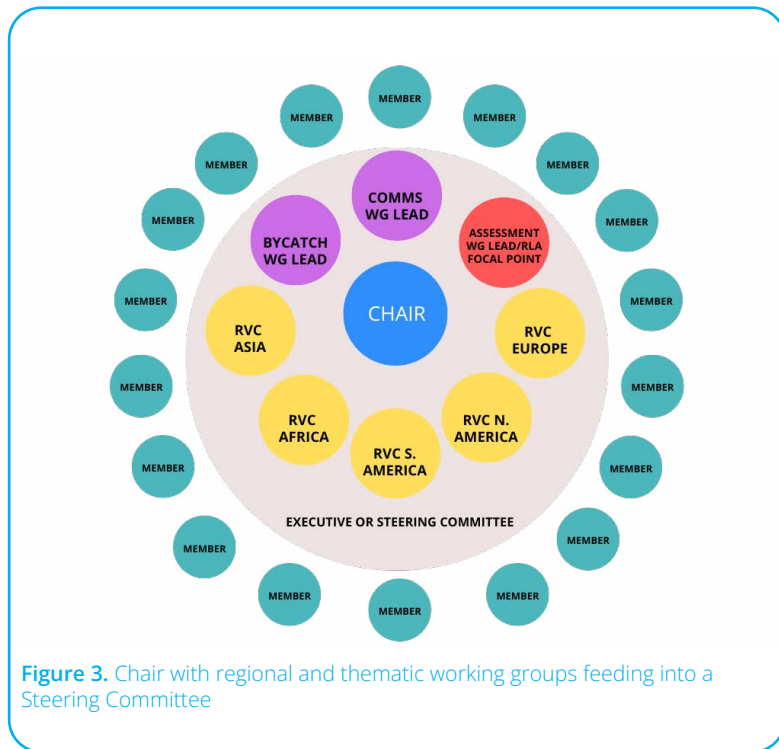 MEMBER
MEMBER
MEMBER
MEMBER
MEMBER
COMMS
WG LEAD
MEMBER
MEMBER
BYCATCH
WG LEAD
ASSESSMENT
WG LEAD/RLA
FOCAL POINT
MEMBER
MEMBER
CHAIR
RVC
ASIA
RVC
EUROPE
MEMBER
MEMBER
RVC
AFRICA
RVC S.
AMERICA
RVC N.
AMERICA
MEMBER
MEMBER
EXECUTIVE OR STEERING COMMITTEE
MEMBER
MEMBER
MEMBER
MEMBER
MEMBER
Figure 3. Chair with regional and thematic working groups feeding into a
Steering Committee